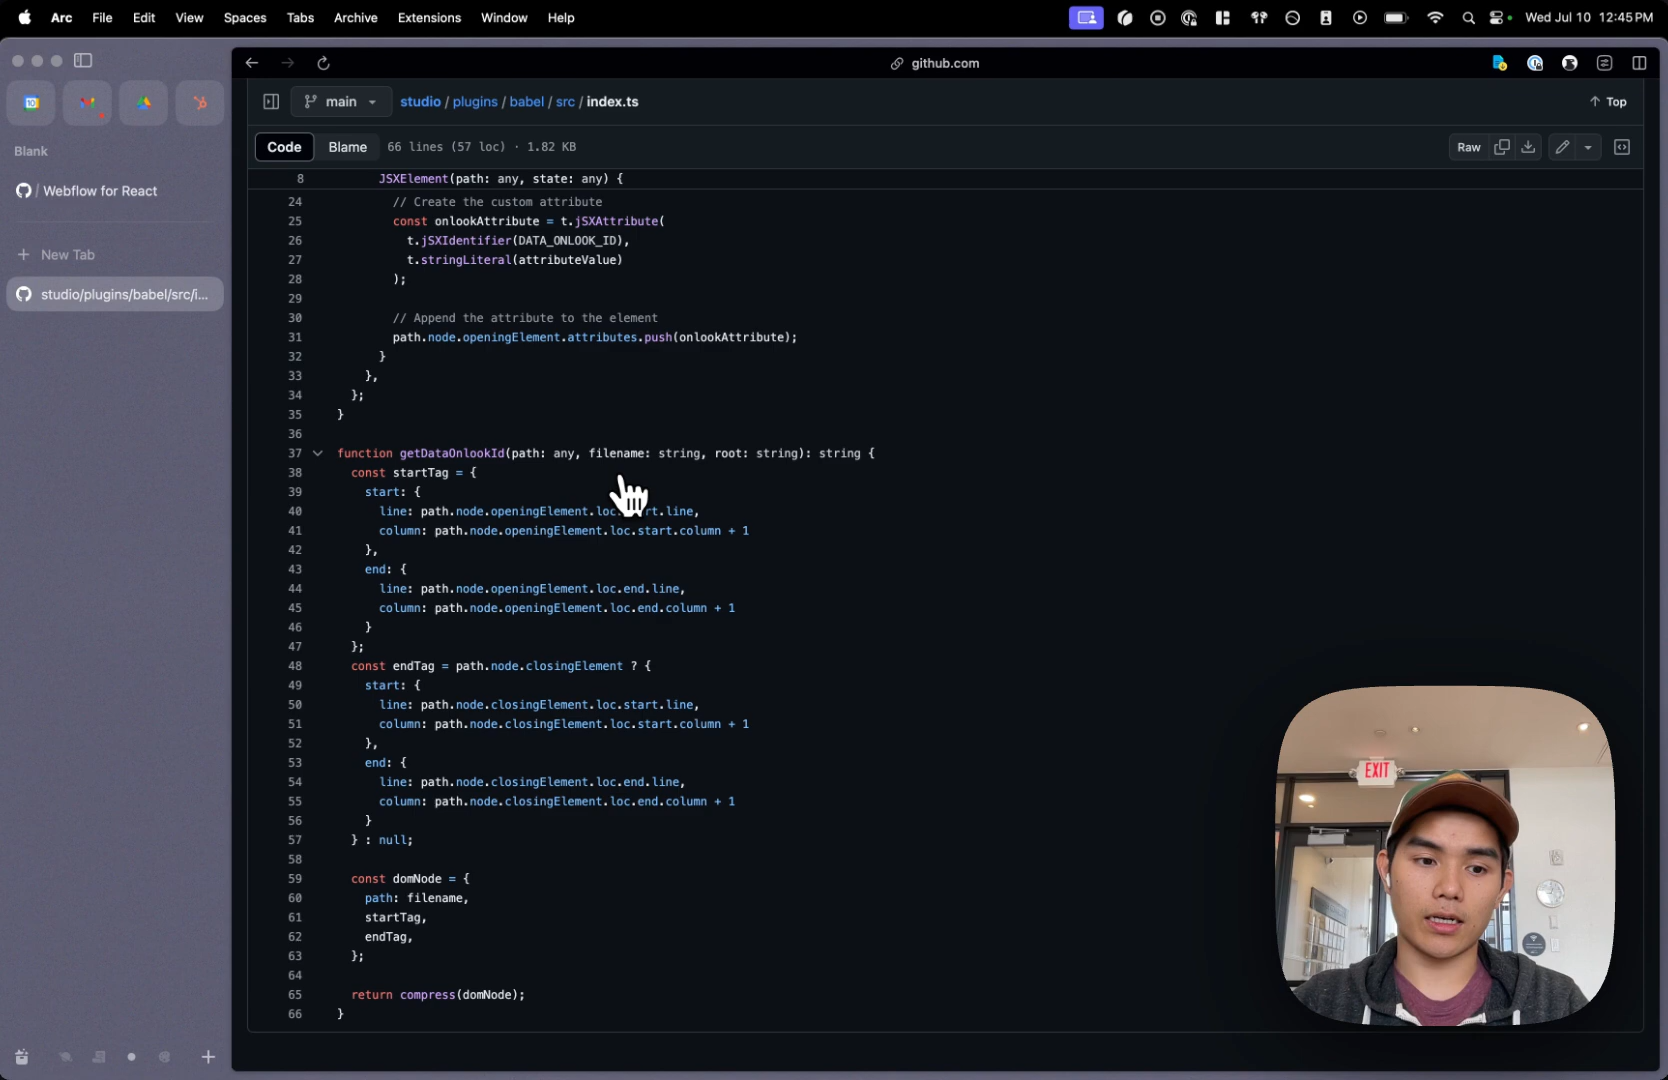 Arc File Edit View Spaces Tabs Archive Extensions Window Help Wed Jul 10 12:45 PM
github.com
main studio / plugins / babel / src / index.ts Top
Blank
Code Blame 66 lines (57 loc) · 1.82 KB Raw
/ Webflow for React
+ New Tab
studio/plugins/babel/src/i...
8 JSXElement(path: any, state: any) {
24 // Create the custom attribute
25 const onlookAttribute = t.jSXAttribute(
26 t.jSXIdentifier(DATA_ONLOOK_ID),
27 t.stringLiteral(attributeValue)
28 );
29
30 // Append the attribute to the element
31 path.node.openingElement.attributes.push(onlookAttribute);
32 }
33 },
34 };
35 }
36
37 function getDataOnlookId(path: any, filename: string, root: string): string {
38 const startTag = {
39 start: {
40 line: path.node.openingElement.loc. rt.line,
41 column: path.node.openingElement.loc.start.column + 1
42 },
43 end: {
44 line: path.node.openingElement.loc.end.line,
45 column: path.node.openingElement.loc.end.column + 1
46 }
47 };
48 const endTag = path.node.closingElement ? {
49 start: {
50 line: path.node.closingElement.loc.start.line,
51 column: path.node.closingElement.loc.start.column + 1
52 },
53 end: {
54 line: path.node.closingElement.loc.end.line,
55 column: path.node.closingElement.loc.end.column + 1
56 }
57 } : null;
58
59 const domNode = {
60 path: filename,
61 startTag,
62 endTag,
63 };
64
65 return compress(domNode);
66 }
EXIT